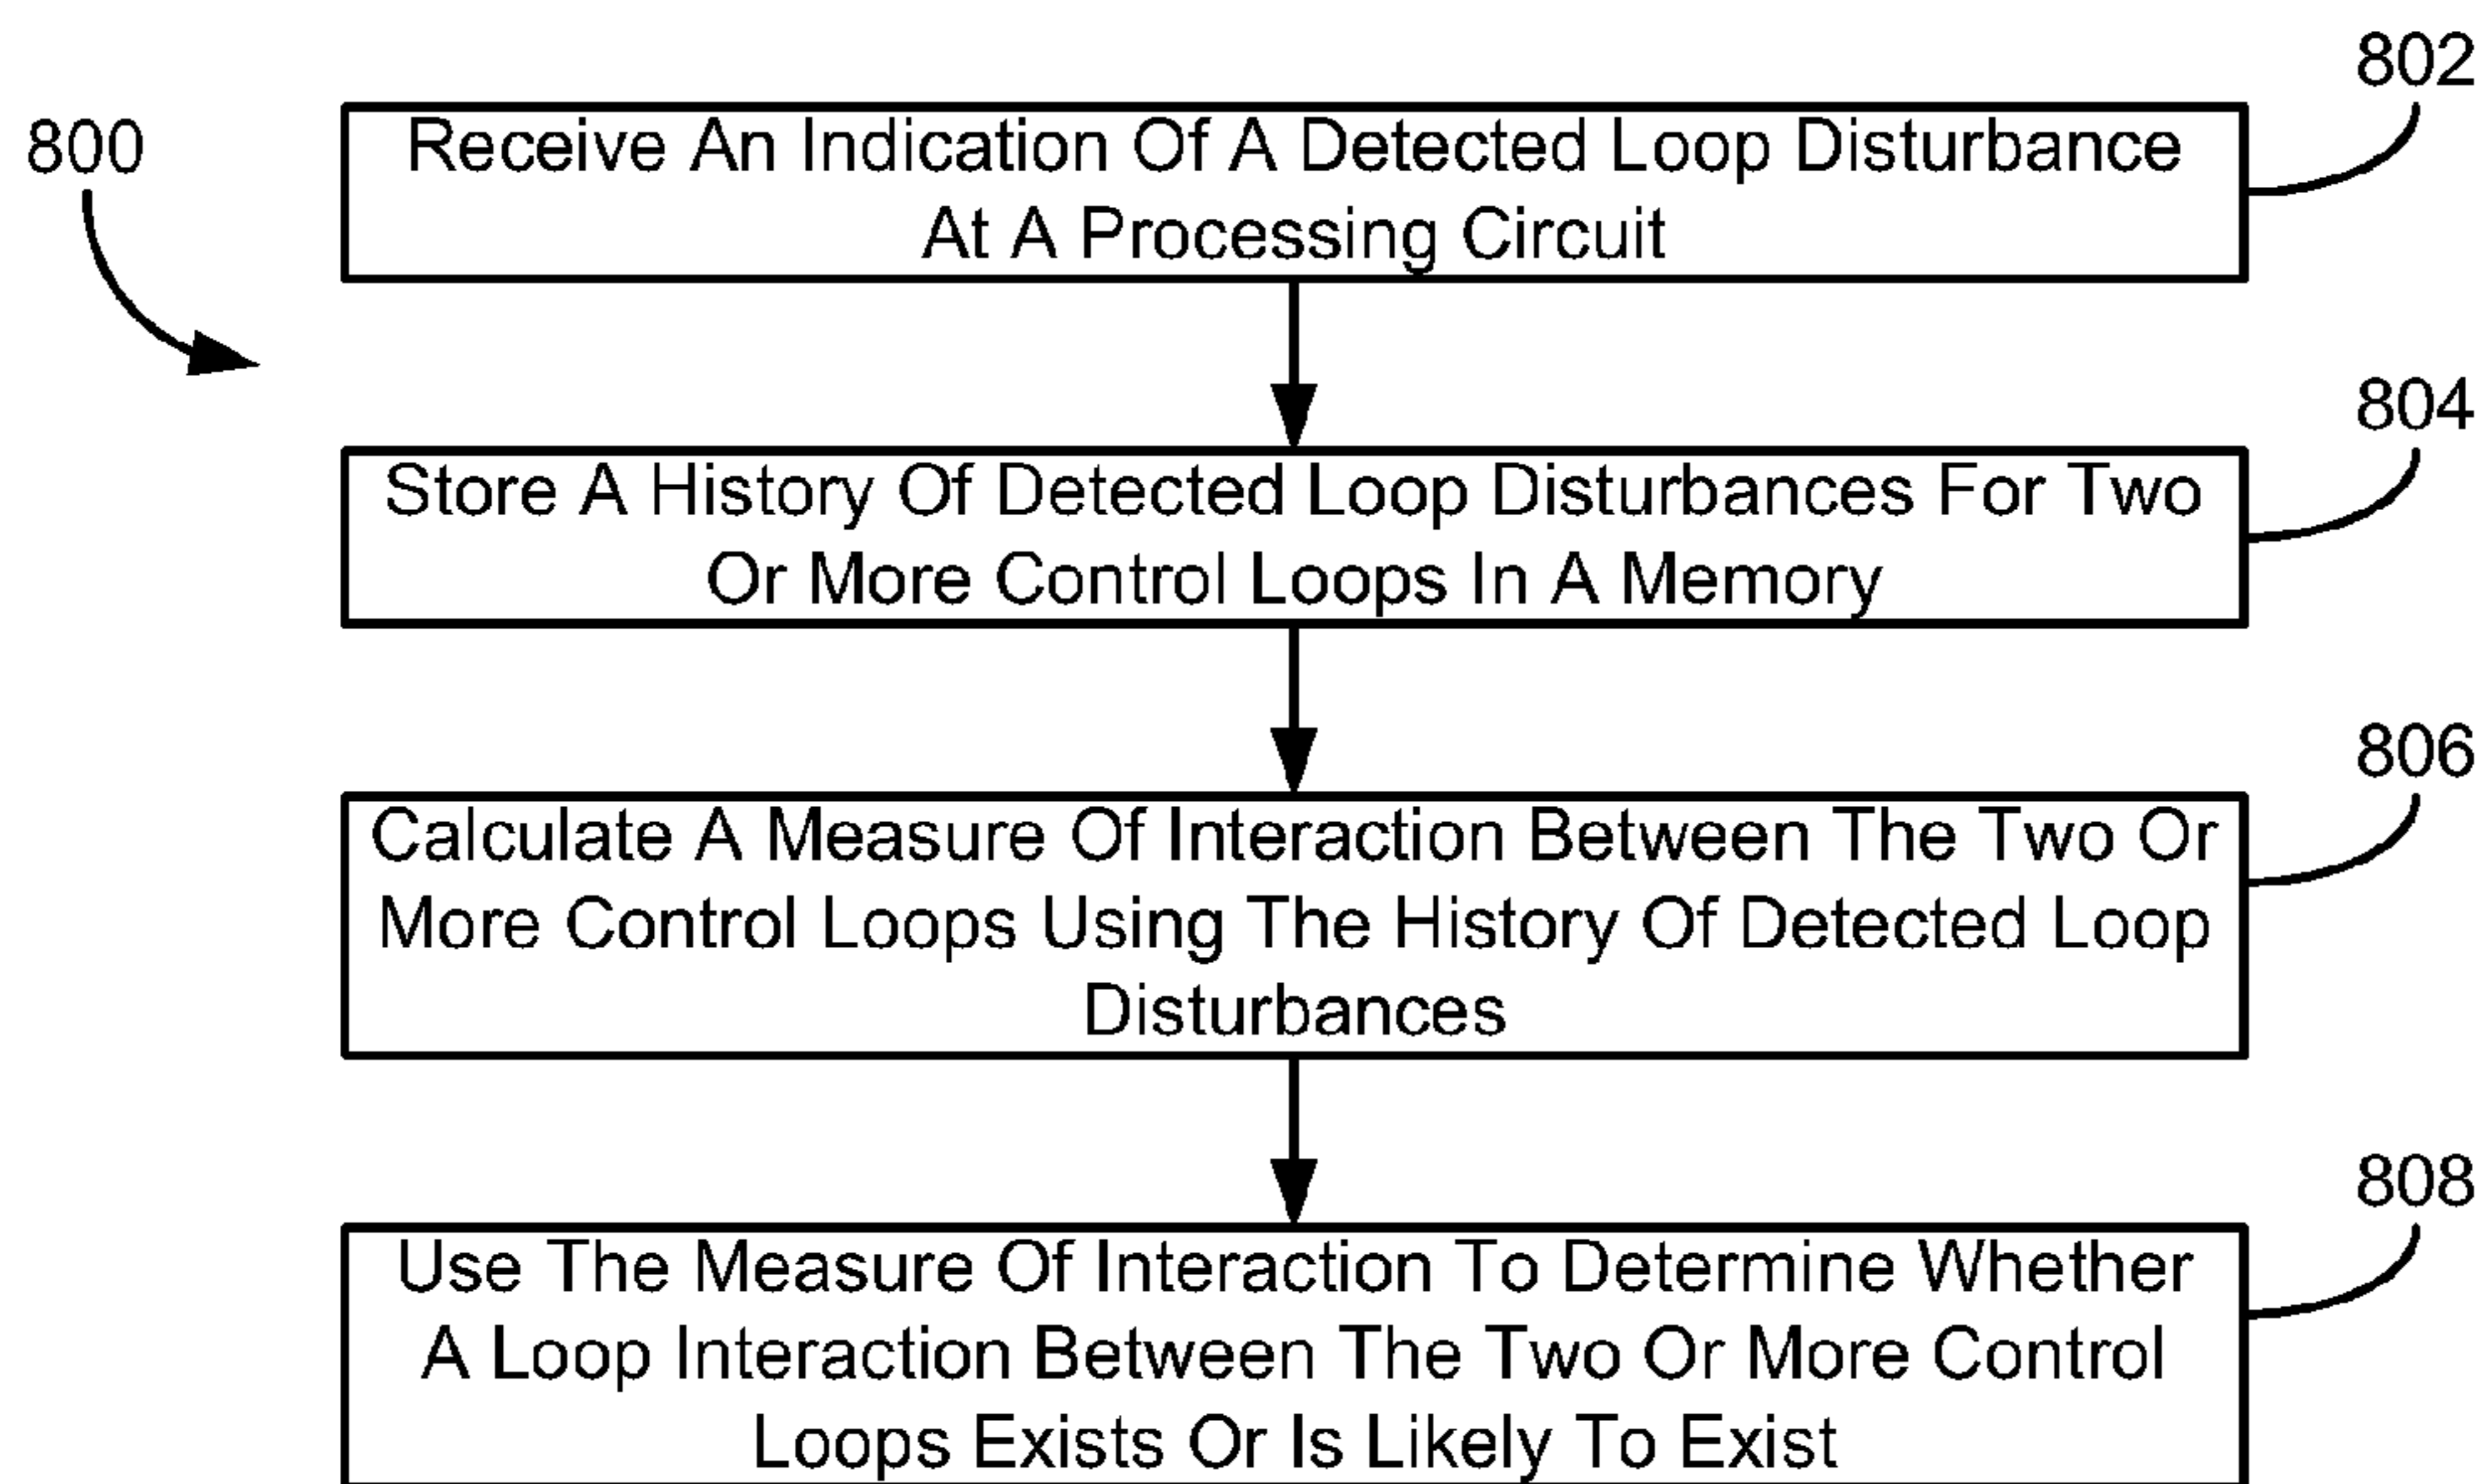 802
800
Receive An Indication Of A Detected Loop Disturbance
At A Processing Circuit
804
Store A History Of Detected Loop Disturbances For Two
Or More Control Loops In A Memory
806
Calculate A Measure Of Interaction Between The Two Or
More Control Loops Using The History Of Detected Loop
Disturbances
808
Use The Measure Of Interaction To Determine Whether
A Loop Interaction Between The Two Or More Control
Loops Exists Or Is Likely To Exist